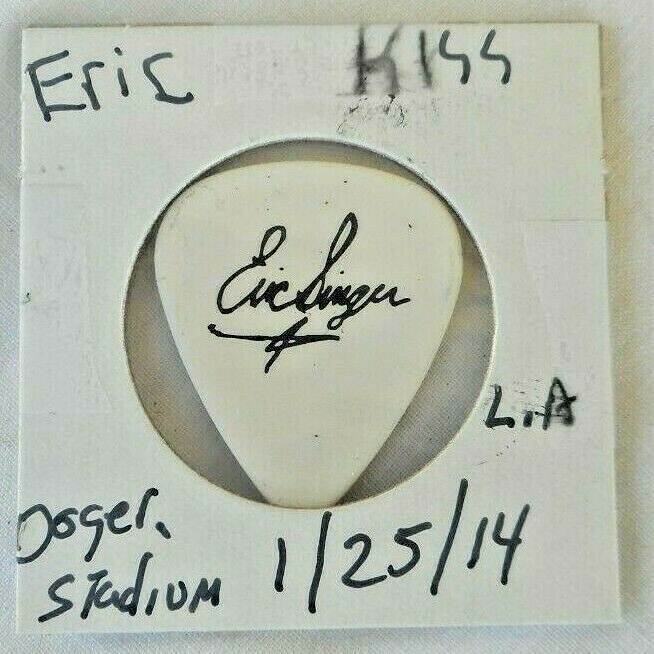 Eric KISS
Eric Singer
L.A
Doger.
STadIUM 1/25/14